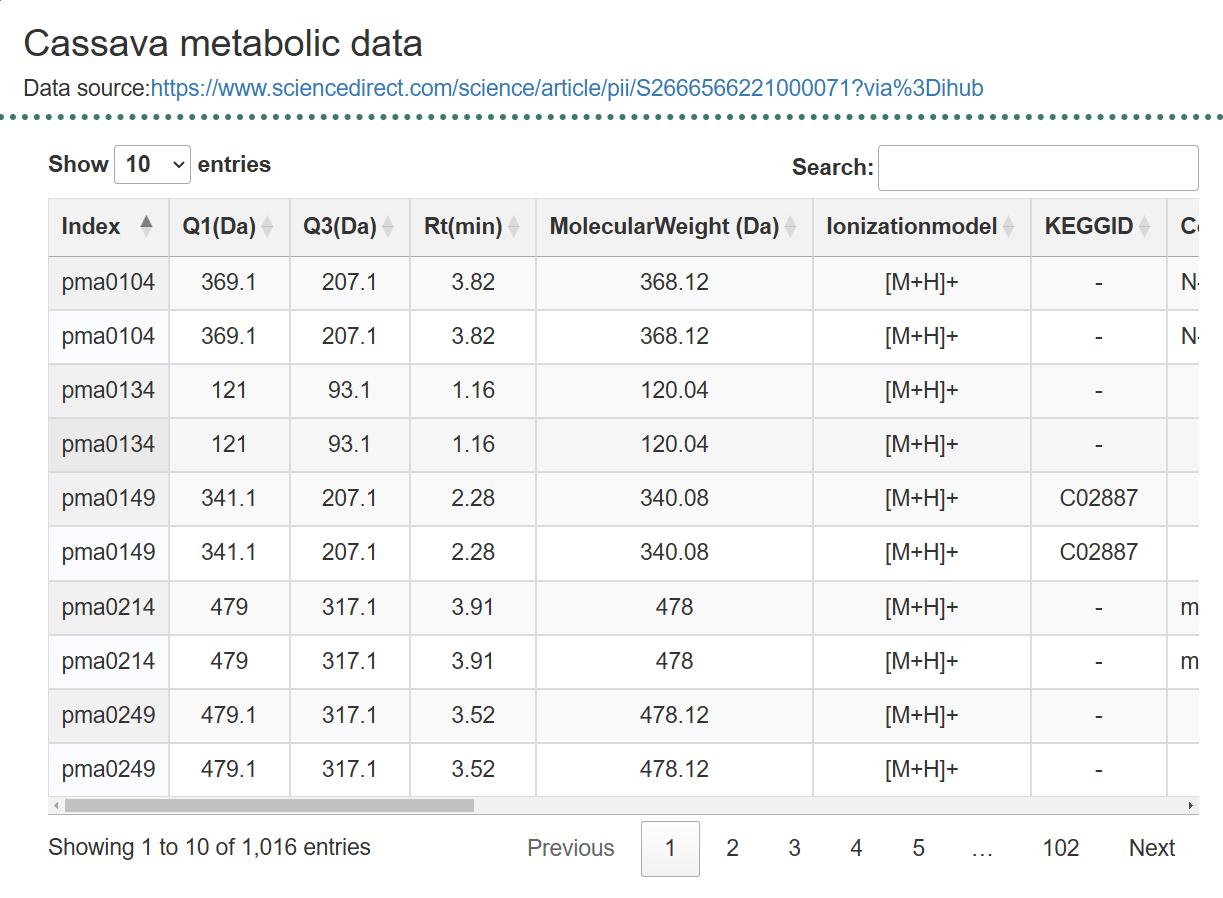 Cassava metabolic data
Data source:https://www.sciencedirect.com/science/article/pii/S2666566221000071?via%3Dihub
Show 10 entries Search:
Index Q1(Da) Q3(Da) Rt(min) MolecularWeight (Da) Ionizationmodel KEGGID
pma0104 369.1 207.1 3.82 368.12 [M+H]+ - N-
pma0104 369.1 207.1 3.82 368.12 [M+H]+ - N-
pma0134 121 93.1 1.16 120.04 [M+H]+ -
pma0134 121 93.1 1.16 120.04 [M+H]+ -
pma0149 341.1 207.1 2.28 340.08 [M+H]+ C02887
pma0149 341.1 207.1 2.28 340.08 [M+H]+ C02887
pma0214 479 317.1 3.91 478 [M+H]+ - m
pma0214 479 317.1 3.91 478 [M+H]+ - m
pma0249 479.1 317.1 3.52 478.12 [M+H]+ -
pma0249 479.1 317.1 3.52 478.12 [M+H]+ -
Showing 1 to 10 of 1,016 entries Previous 1 2 3 4 5 … 102 Next